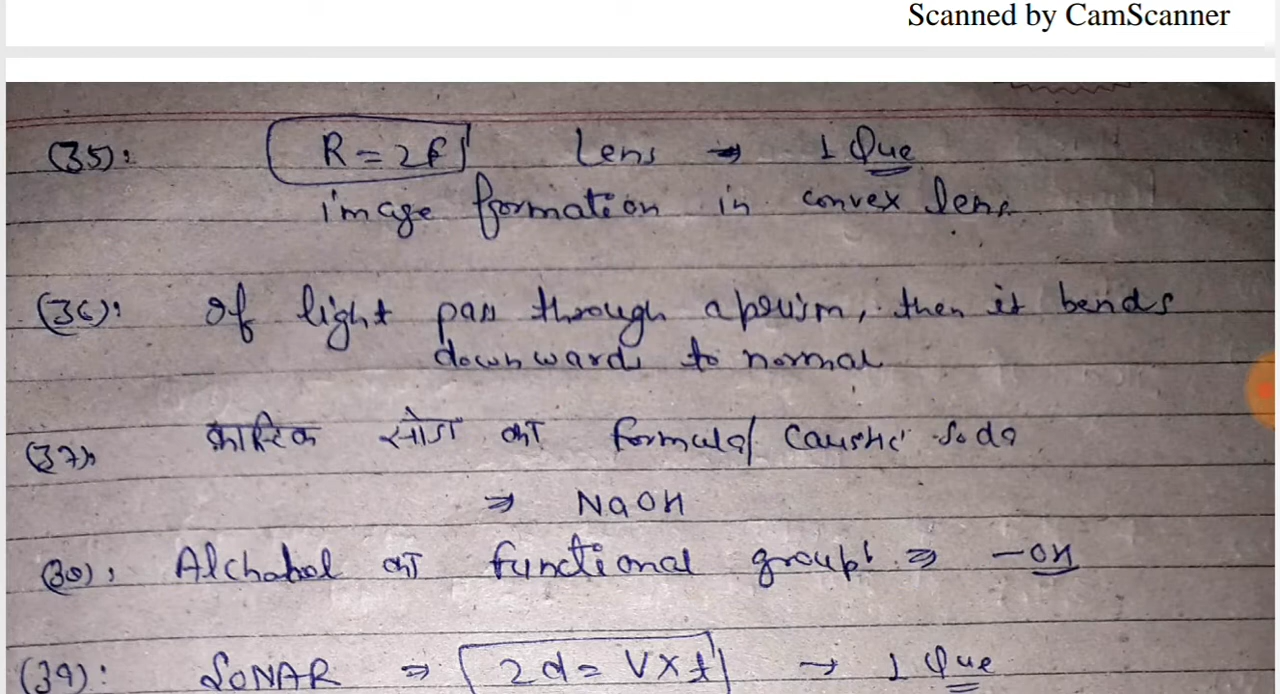 Scanned by CamScanner
(35): R=2f Lens → 1 Que
image formation in convex lens
(36): If light pass through a prism, then it bends
downwards to normal
(37) कास्टिक सोडा का formula/ caustic soda
⇒ NaOH
(38), Alchohol का functional group ⇒ -OH
(39): SONAR ⇒ 2d = V×t → 1 Que